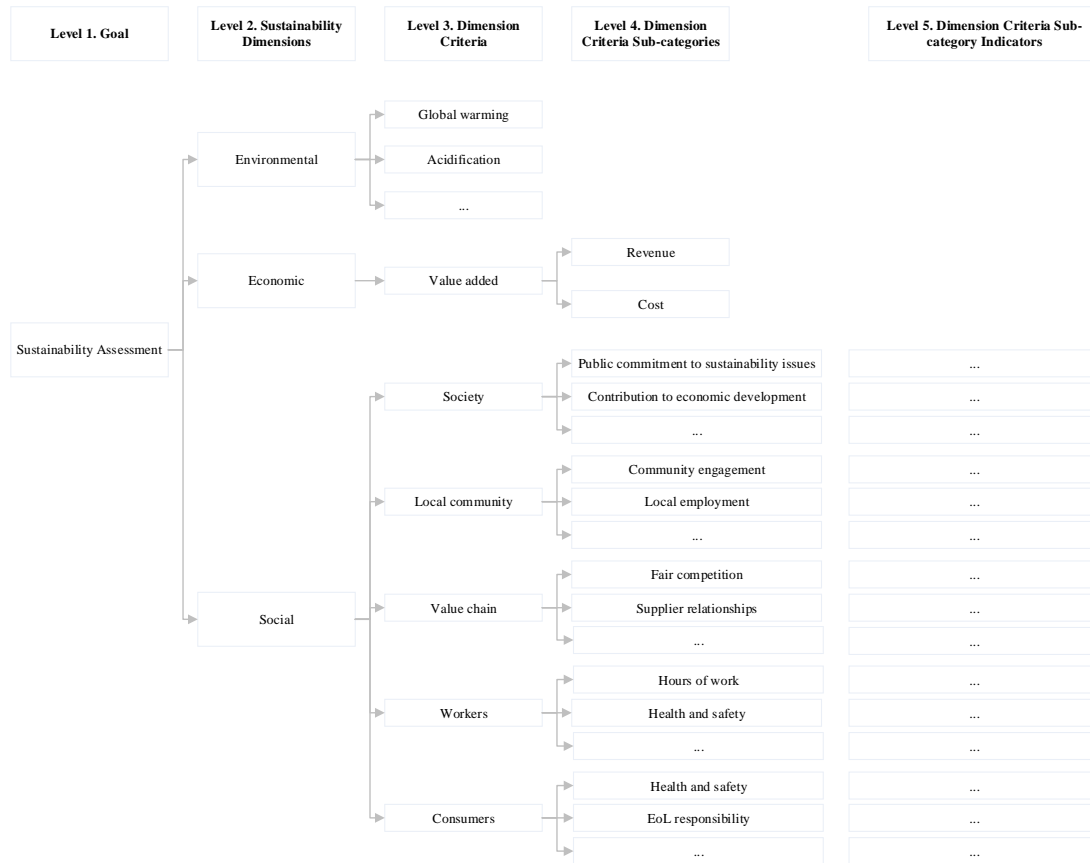 Level 1. Goal
Level 2. Sustainability
Dimensions
Level 3. Dimension
Criteria
Level 4. Dimension
Criteria Sub-categories
Level 5. Dimension Criteria Sub-
category Indicators
Global warming
Environmental
Acidification
...
Revenue
Economic
Value added
Cost
Sustainability Assessment
Public commitment to sustainability issues
...
Society
Contribution to economic development
...
...
...
Community engagement
...
Local community
Local employment
...
...
...
Fair competition
...
Social
Value chain
Supplier relationships
...
...
...
Hours of work
...
Workers
Health and safety
...
...
...
Health and safety
...
Consumers
EoL responsibility
...
...
...